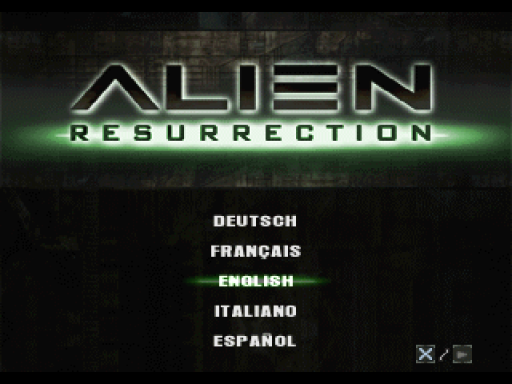 ALIEN
RESURRECTION
DEUTSCH
FRANÇAIS
ENGLISH
ITALIANO
ESPAÑOL